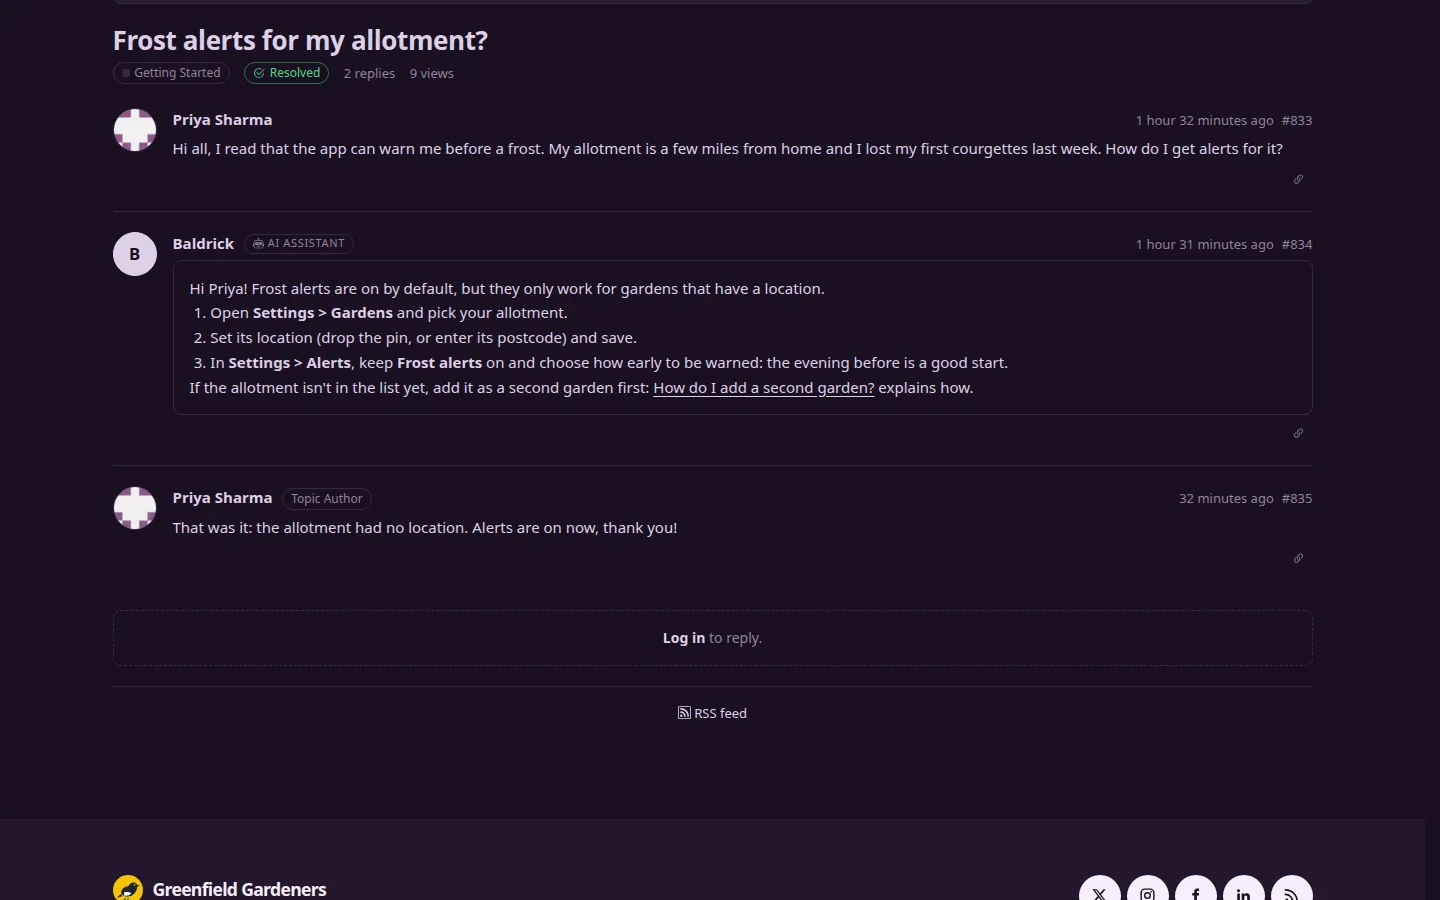 Frost alerts for my allotment?
Getting Started
Resolved
2 replies
9 views
Priya Sharma
1 hour 32 minutes ago #833
Hi all, I read that the app can warn me before a frost. My allotment is a few miles from home and I lost my first courgettes last week. How do I get alerts for it?
B
Baldrick
AI ASSISTANT
1 hour 31 minutes ago #834
Hi Priya! Frost alerts are on by default, but they only work for gardens that have a location.
1. Open Settings > Gardens and pick your allotment.
2. Set its location (drop the pin, or enter its postcode) and save.
3. In Settings > Alerts, keep Frost alerts on and choose how early to be warned: the evening before is a good start.
If the allotment isn't in the list yet, add it as a second garden first: How do I add a second garden? explains how.
Priya Sharma
Topic Author
32 minutes ago #835
That was it: the allotment had no location. Alerts are on now, thank you!
Log in to reply.
RSS feed
Greenfield Gardeners